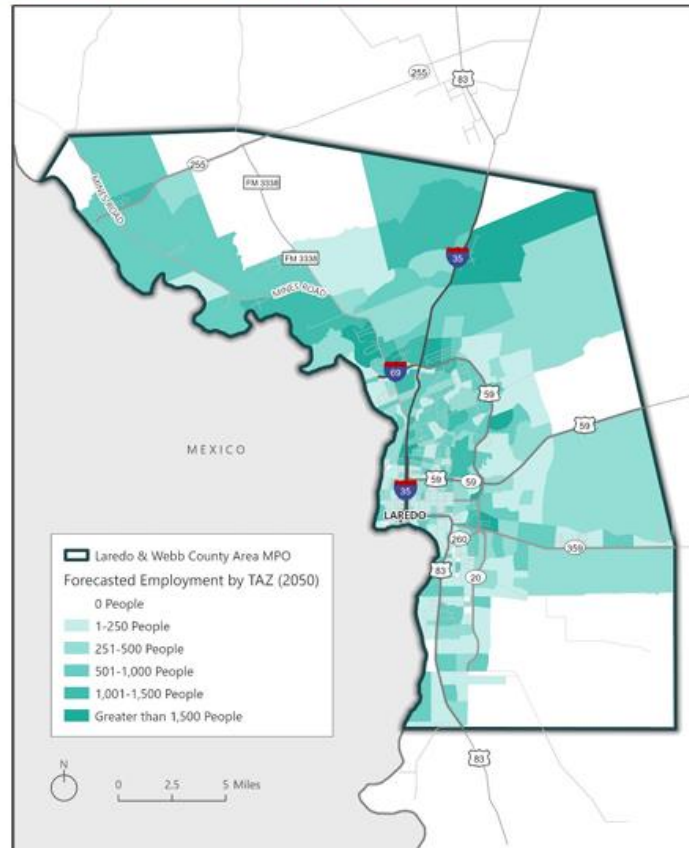 255
83
255
MINES ROAD
FM 3338
FM 3338
35
MINES ROAD
69
59
59
MEXICO
59
59
35
LAREDO
260
359
83
20
Laredo & Webb County Area MPO
Forecasted Employment by TAZ (2050)
0 People
1-250 People
251-500 People
501-1,000 People
1,001-1,500 People
Greater than 1,500 People
83
N
0 2.5 5 Miles